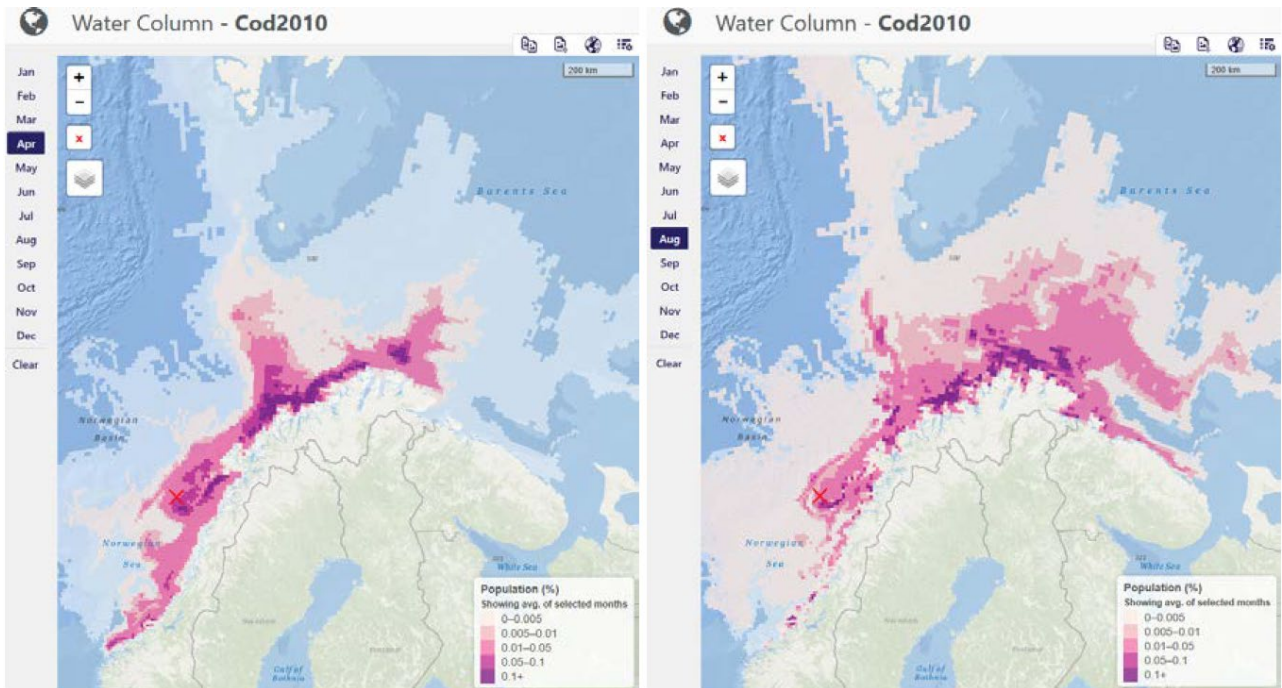 Water Column - Cod2010
Jan
Feb
Mar
Apr
May
Jun
Jul
Aug
Sep
Oct
Nov
Dec
Clear
+
−
x
200 km
Barents Sea
Norwegian
Basin
Norwegian
Sea
White Sea
Gulf of
Bothnia
Population (%)
Showing avg. of selected months
0–0.005
0.005–0.01
0.01–0.05
0.05–0.1
0.1+
Water Column - Cod2010
Jan
Feb
Mar
Apr
May
Jun
Jul
Aug
Sep
Oct
Nov
Dec
Clear
+
−
x
200 km
Barents Sea
Norwegian
Basin
Norwegian
Sea
White Sea
Gulf of
Bothnia
Population (%)
Showing avg. of selected months
0–0.005
0.005–0.01
0.01–0.05
0.05–0.1
0.1+